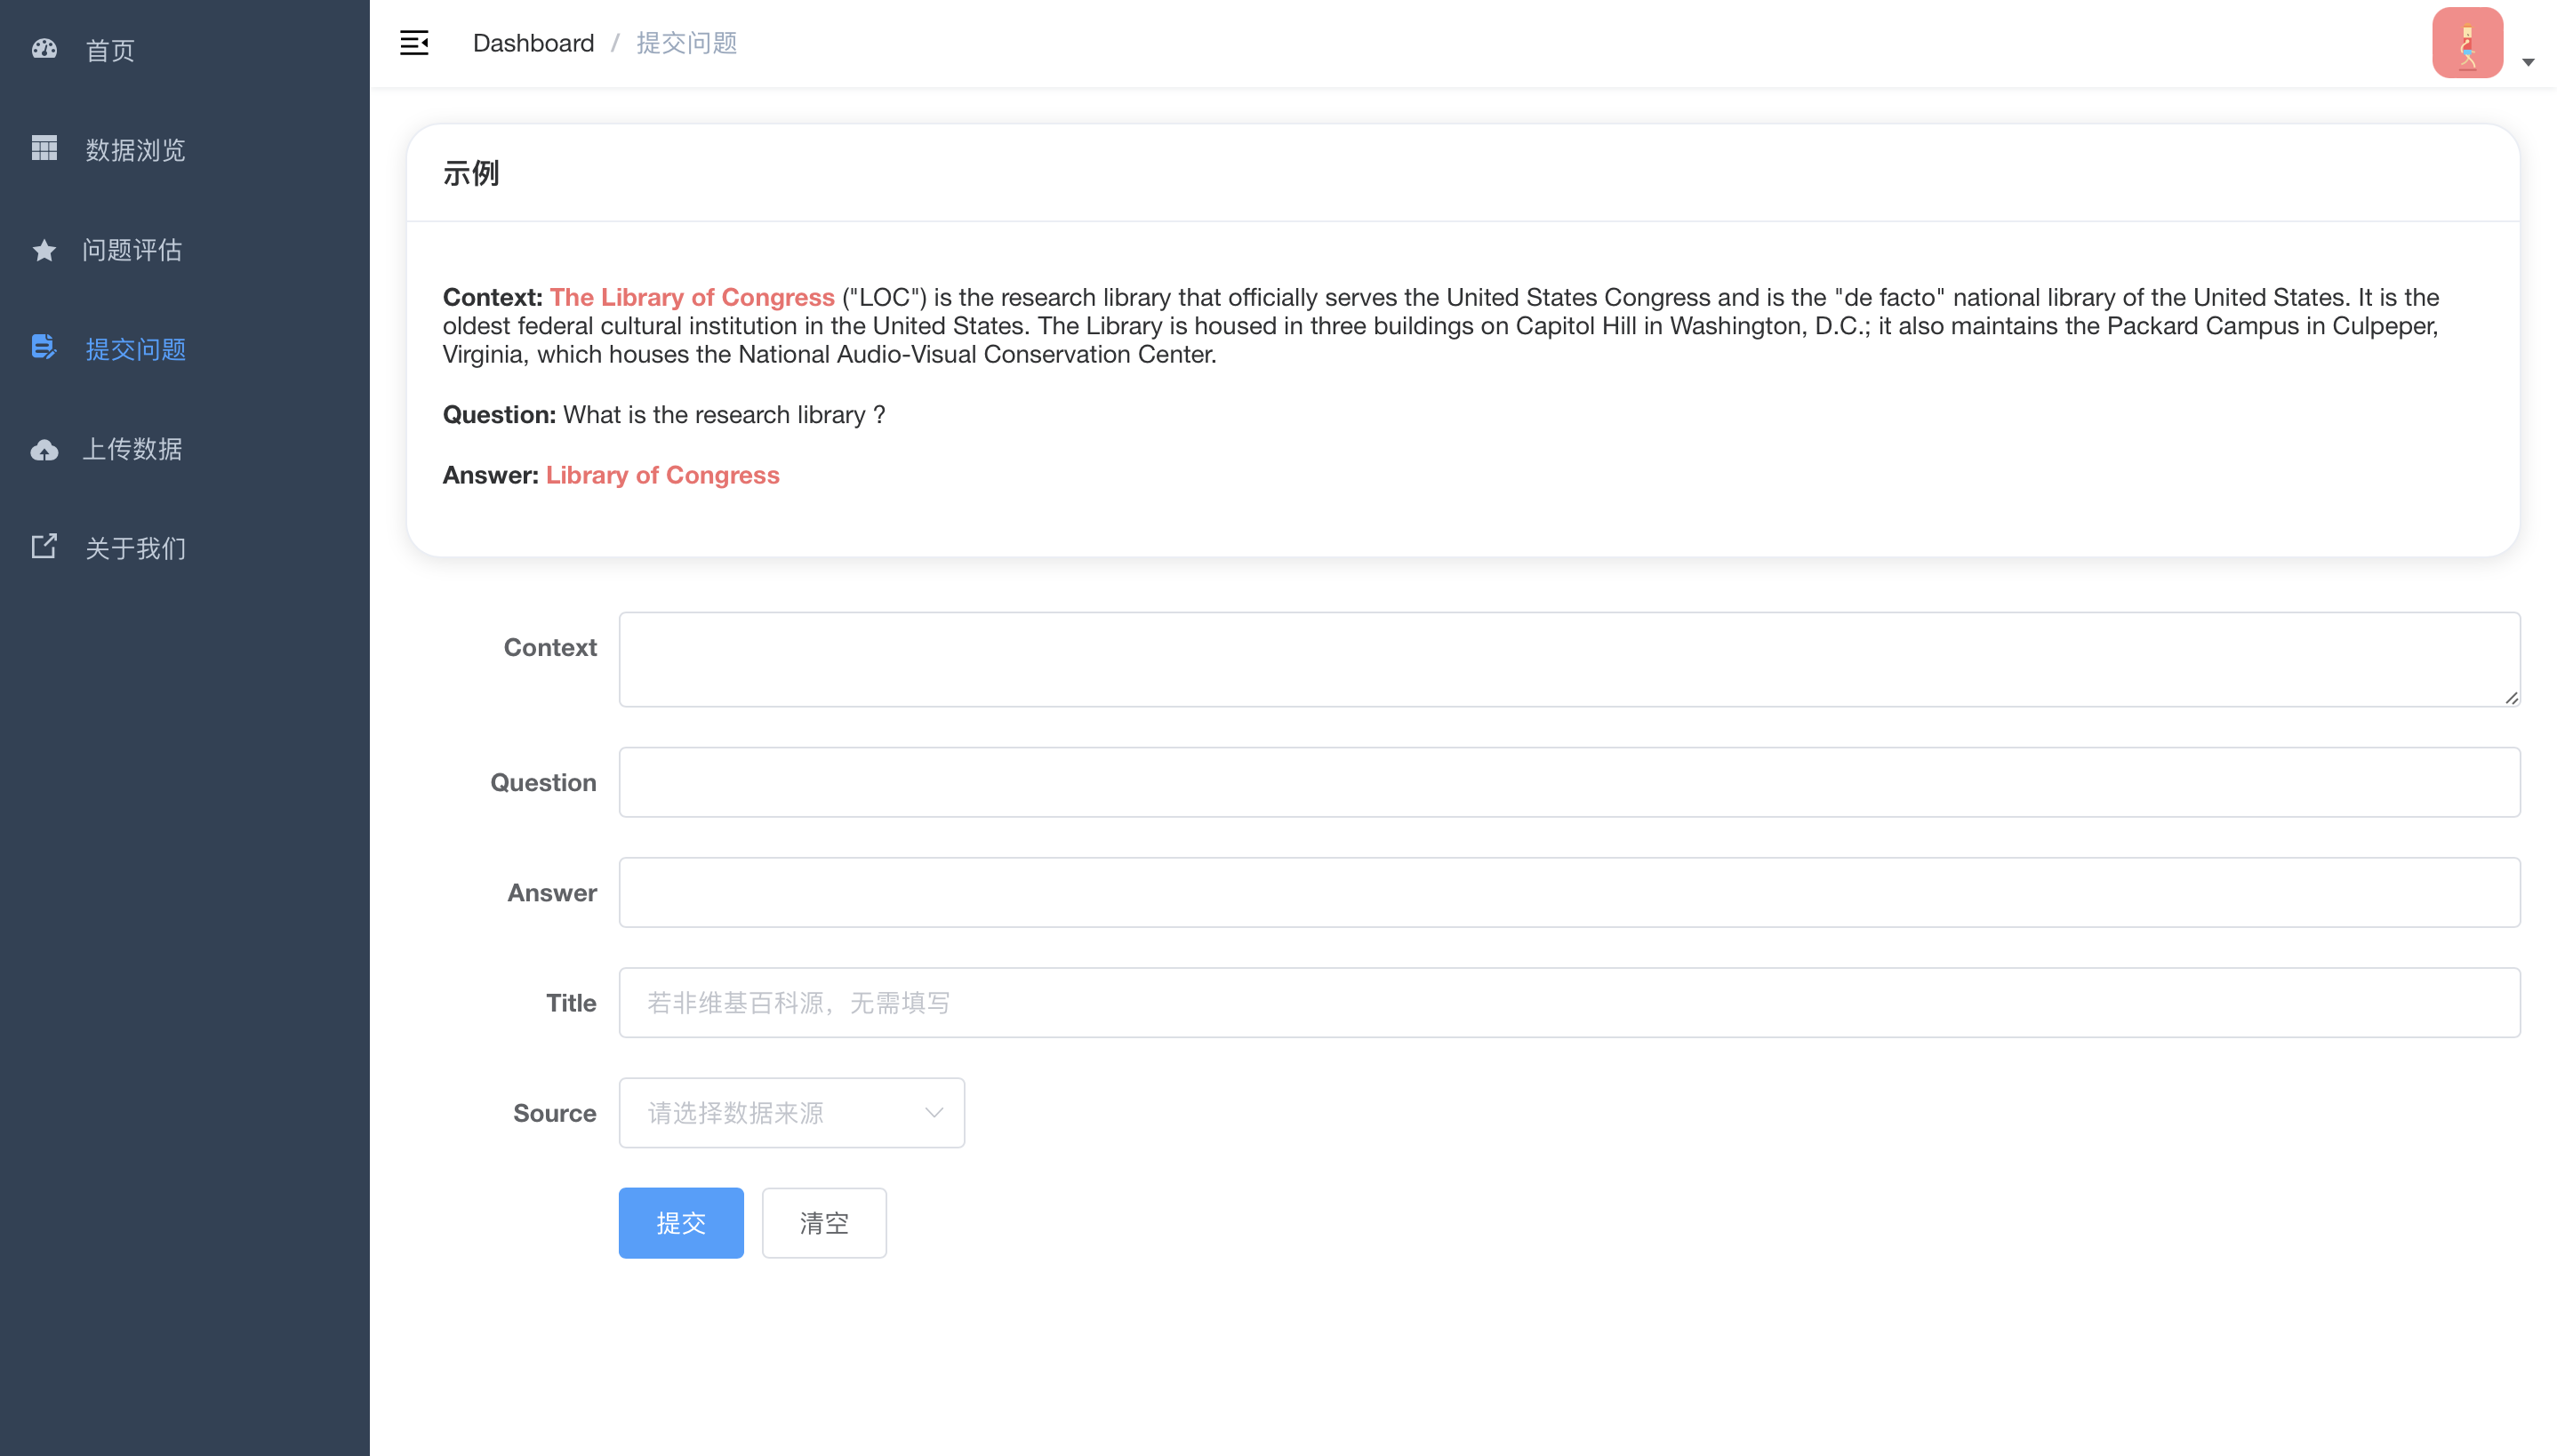 首页
数据浏览
问题评估
提交问题
上传数据
关于我们
Dashboard / 提交问题
示例
Context: The Library of Congress ("LOC") is the research library that officially serves the United States Congress and is the "de facto" national library of the United States. It is the
oldest federal cultural institution in the United States. The Library is housed in three buildings on Capitol Hill in Washington, D.C.; it also maintains the Packard Campus in Culpeper,
Virginia, which houses the National Audio-Visual Conservation Center.
Question: What is the research library ?
Answer: Library of Congress
Context
Question
Answer
Title 若非维基百科源，无需填写
Source 请选择数据来源
提交 清空